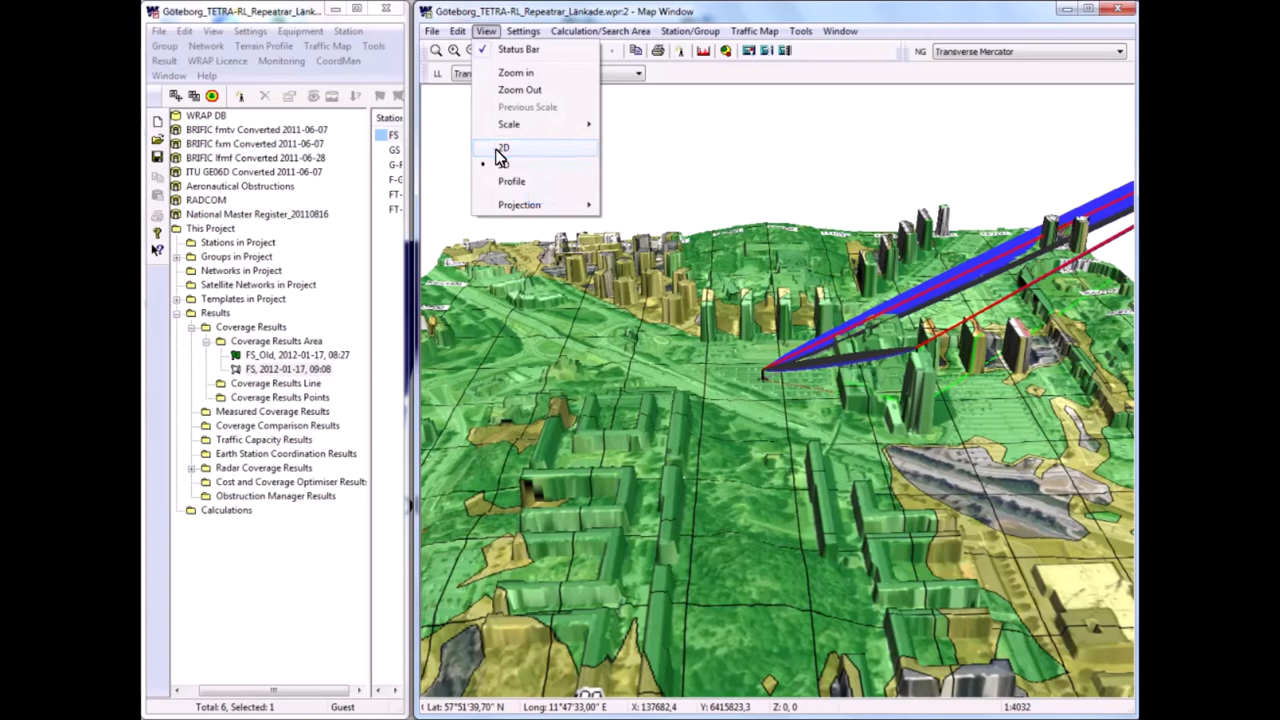 Göteborg_TETRA-RL_Repeatrar_Länk...
File Edit View Settings Equipment Station
Group Network Terrain Profile Traffic Map Tools
Result WRAP Licence Monitoring CoordMan
Window Help
WRAP DB
BRIFIC fmtv Converted 2011-06-07
BRIFIC fxm Converted 2011-06-07
BRIFIC lfmf Converted 2011-06-28
ITU GE06D Converted 2011-06-07
Aeronautical Obstructions
RADCOM
National Master Register_20110816
This Project
Stations in Project
Groups in Project
Networks in Project
Satellite Networks in Project
Templates in Project
Results
Coverage Results
Coverage Results Area
FS_Old, 2012-01-17, 08:27
FS, 2012-01-17, 09:08
Coverage Results Line
Coverage Results Points
Measured Coverage Results
Coverage Comparison Results
Traffic Capacity Results
Earth Station Coordination Results
Radar Coverage Results
Cost and Coverage Optimiser Results
Obstruction Manager Results
Calculations
Station
FS
GS
G-F
F-G
FT-
FT-
Total: 6, Selected: 1 Guest
Göteborg_TETRA-RL_Repeatrar_Länkade.wpr:2 - Map Window
File Edit View Settings Calculation/Search Area Station/Group Traffic Map Tools Window
NG Transverse Mercator
LL Tran
Status Bar
Zoom in
Zoom Out
Previous Scale
Scale
2D
Profile
Projection
Lat: 57°51'39,70" N Long: 11°47'33,00" E X: 137682,4 Y: 6415823,3 Z: 0, 0 1:4032